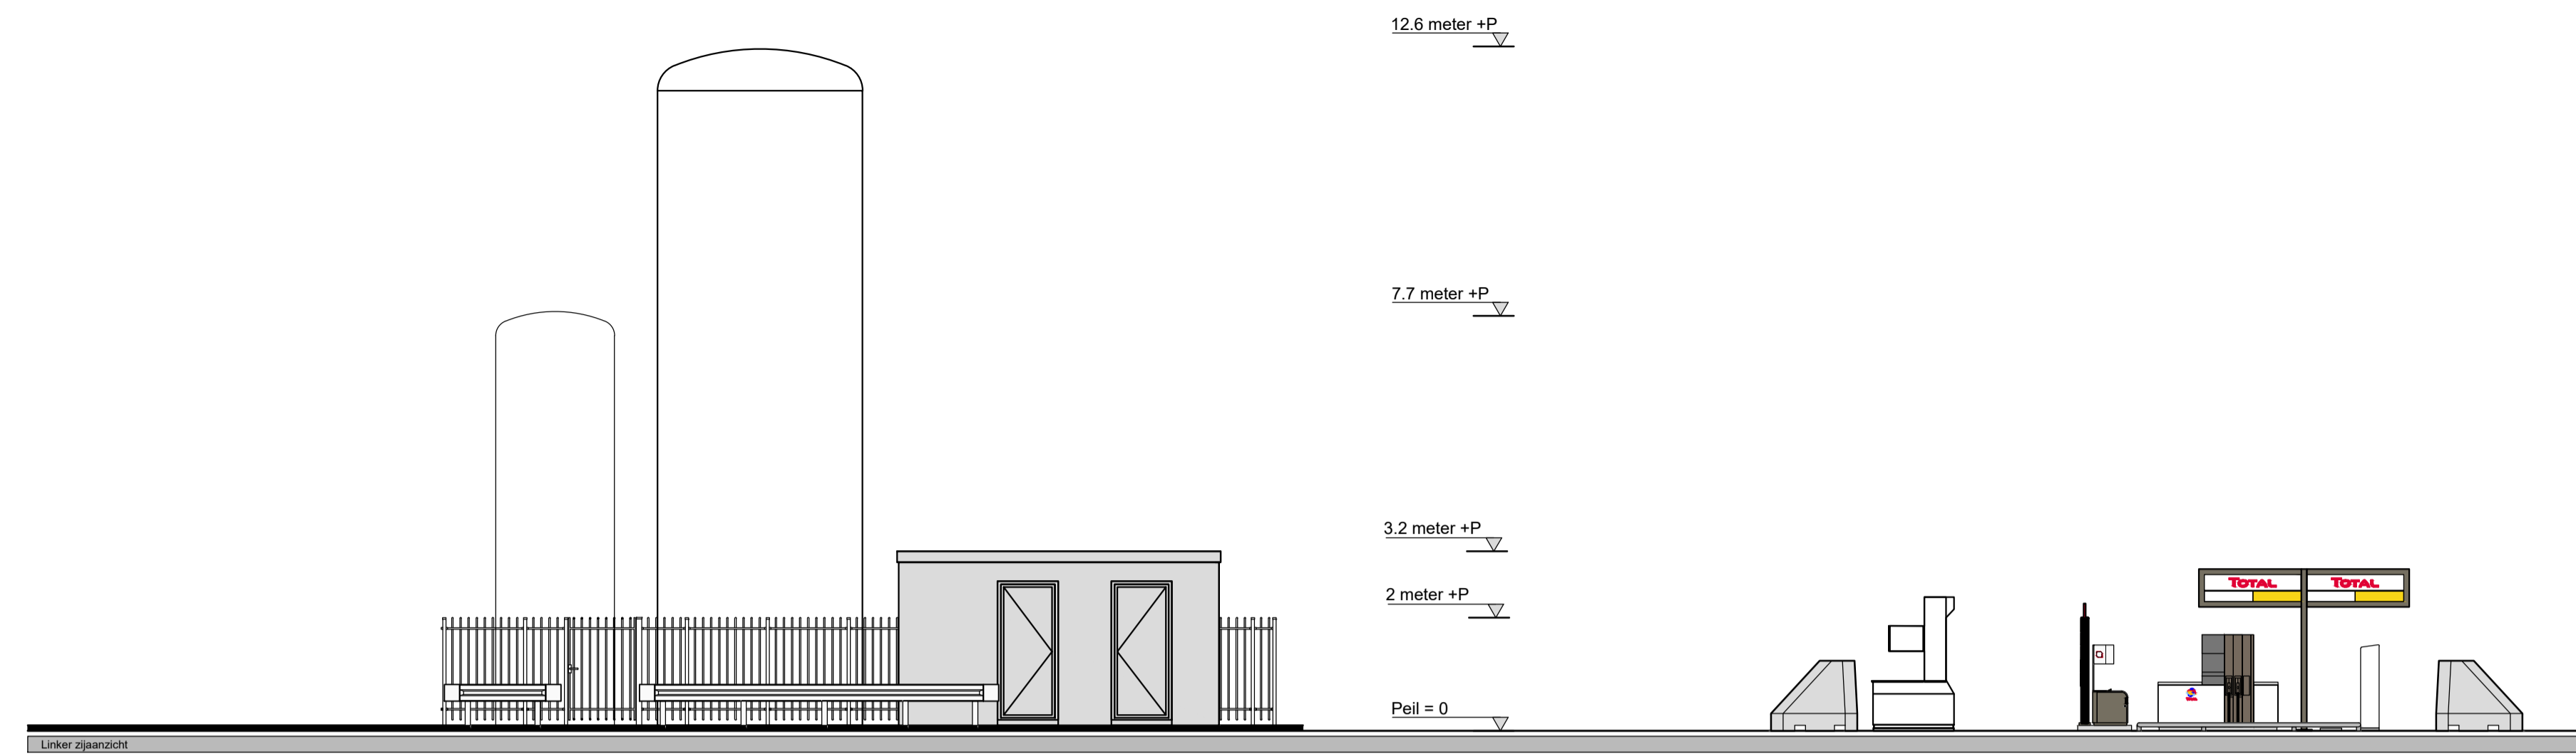 12.6 meter +P
7.7 meter +P
3.2 meter +P
2 meter +P
TOTAL TOTAL
Peil = 0
Linker zijaanzicht